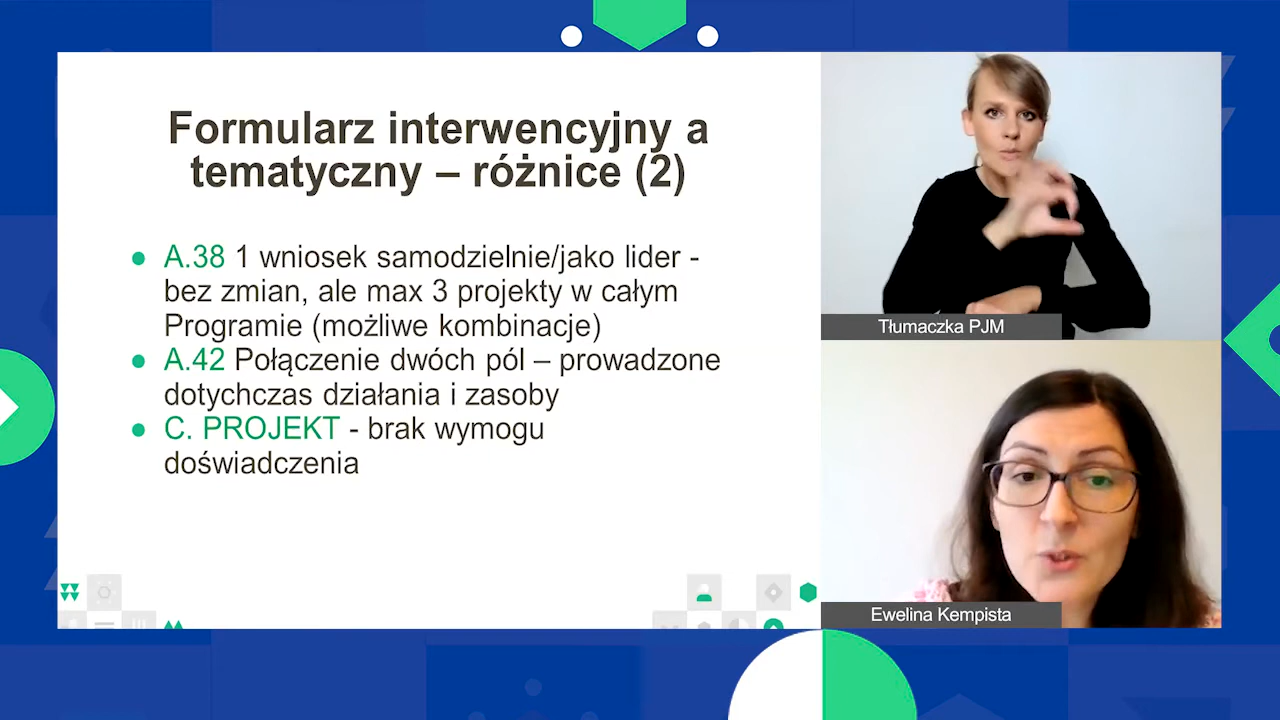 Formularz interwencyjny a
tematyczny – różnice (2)
● A.38 1 wniosek samodzielnie/jako lider -
bez zmian, ale max 3 projekty w całym
Programie (możliwe kombinacje)
● A.42 Połączenie dwóch pól – prowadzone
dotychczas działania i zasoby
● C. PROJEKT - brak wymogu
doświadczenia
Tłumaczka PJM
Ewelina Kempista